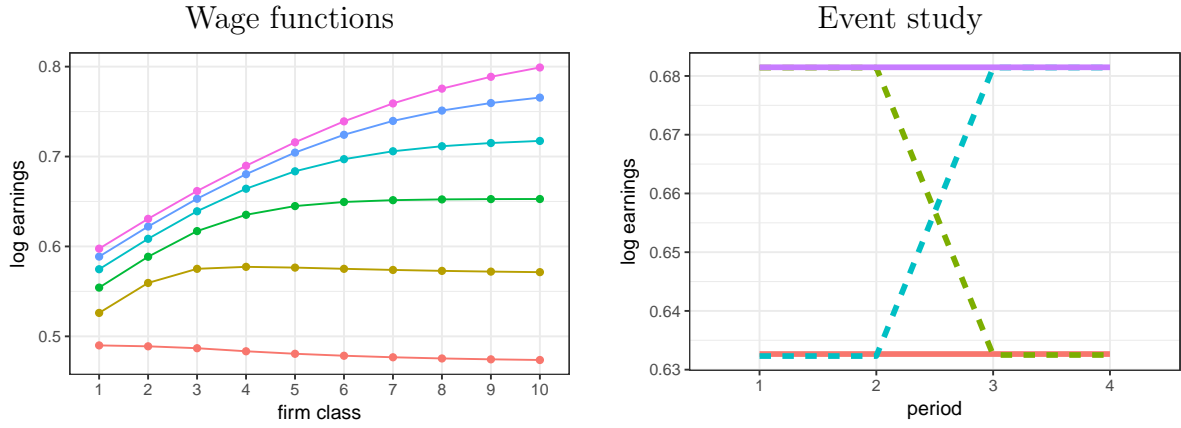 Wage functions
Event study
log earnings
0.8
0.7
0.6
0.5
1 2 3 4 5 6 7 8 9 10
firm class
log earnings
0.68
0.67
0.66
0.65
0.64
0.63
1 2 3 4
period